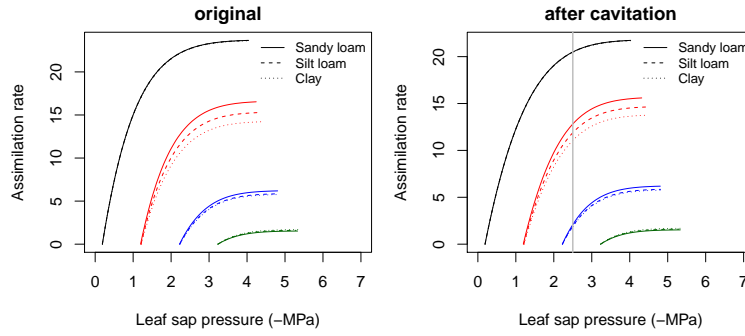 original
Assimilation rate
20
15
10
5
0
Sandy loam
Silt loam
Clay
0 1 2 3 4 5 6 7
Leaf sap pressure (−MPa)
after cavitation
Assimilation rate
20
15
10
5
0
Sandy loam
Silt loam
Clay
0 1 2 3 4 5 6 7
Leaf sap pressure (−MPa)